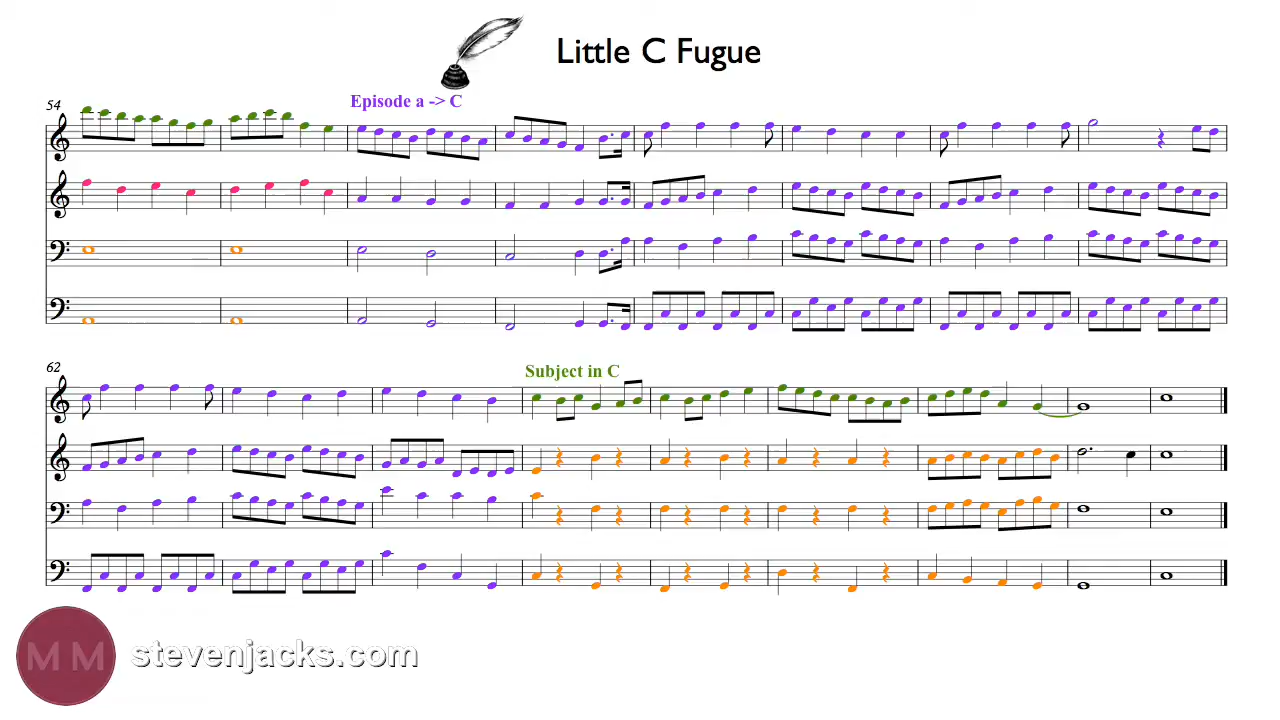 Little C Fugue
54
Episode a -> C
62
Subject in C
MM
stevenjacks.com